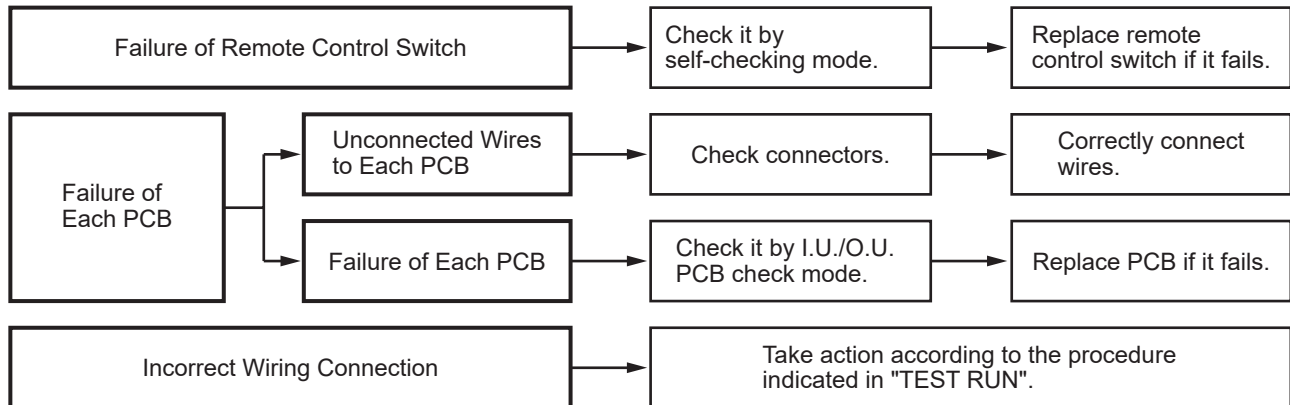 Failure of Remote Control Switch
Check it by
self-checking mode.
Replace remote
control switch if it fails.
Failure of
Each PCB
Unconnected Wires
to Each PCB
Check connectors.
Correctly connect
wires.
Failure of Each PCB
Check it by I.U./O.U.
PCB check mode.
Replace PCB if it fails.
Incorrect Wiring Connection
Take action according to the procedure
indicated in "TEST RUN".